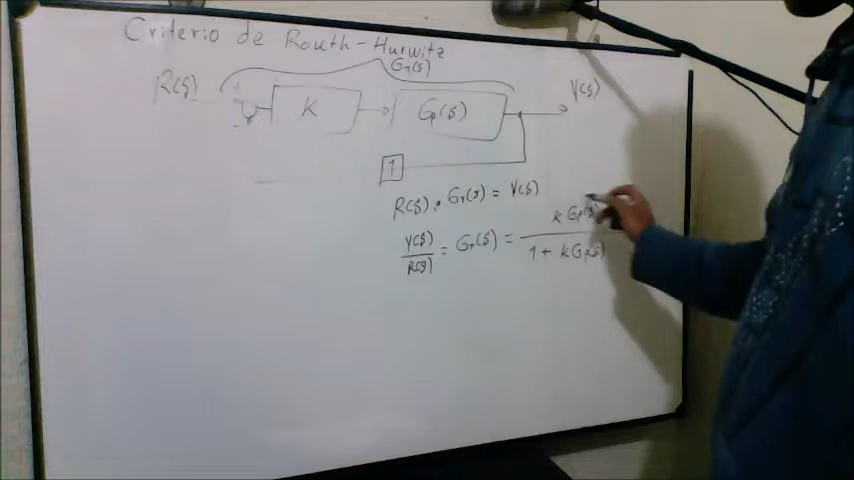 Criterio de Routh-Hurwitz
GT(s)
R(s) + - K Gp(s) Y(s)
1
R(s) . GT(s) = Y(s)
Y(s)/R(s) = GT(s) = k Gp(s) / 1 + k Gp(s)